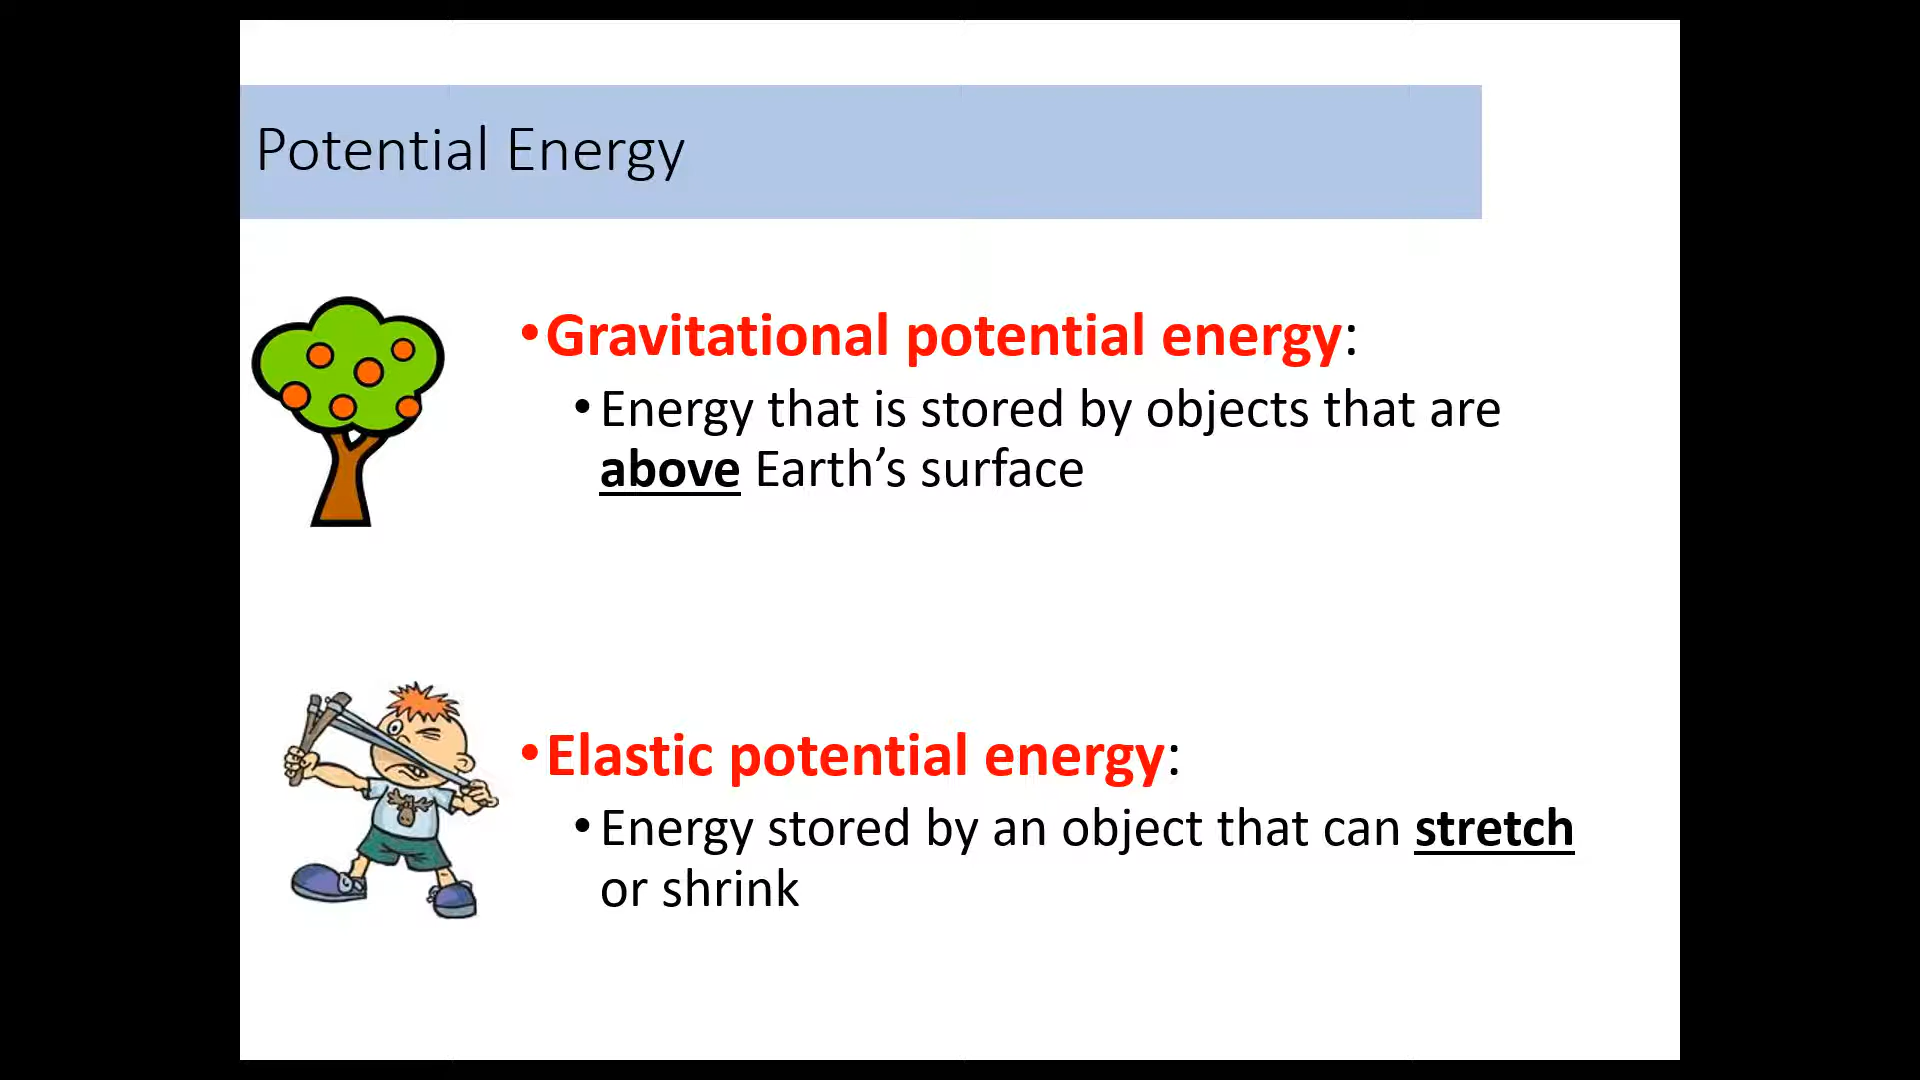 Potential Energy
•Gravitational potential energy:
•Energy that is stored by objects that are
above Earth’s surface
•Elastic potential energy:
•Energy stored by an object that can stretch
or shrink